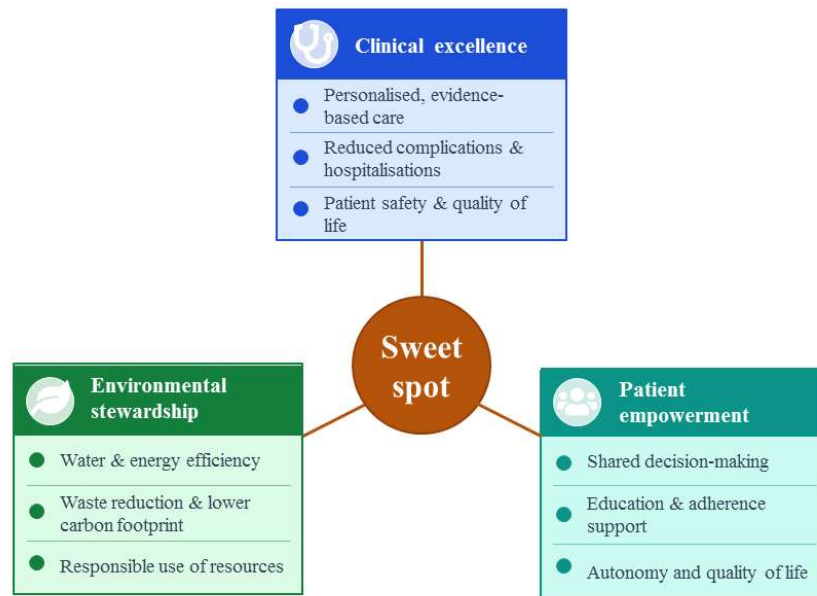 Clinical excellence
Personalised, evidence-
based care
Reduced complications &
hospitalisations
Patient safety & quality of
life
Sweet
spot
Environmental
stewardship
Water & energy efficiency
Waste reduction & lower
carbon footprint
Responsible use of resources
Patient
empowerment
Shared decision-making
Education & adherence
support
Autonomy and quality of life